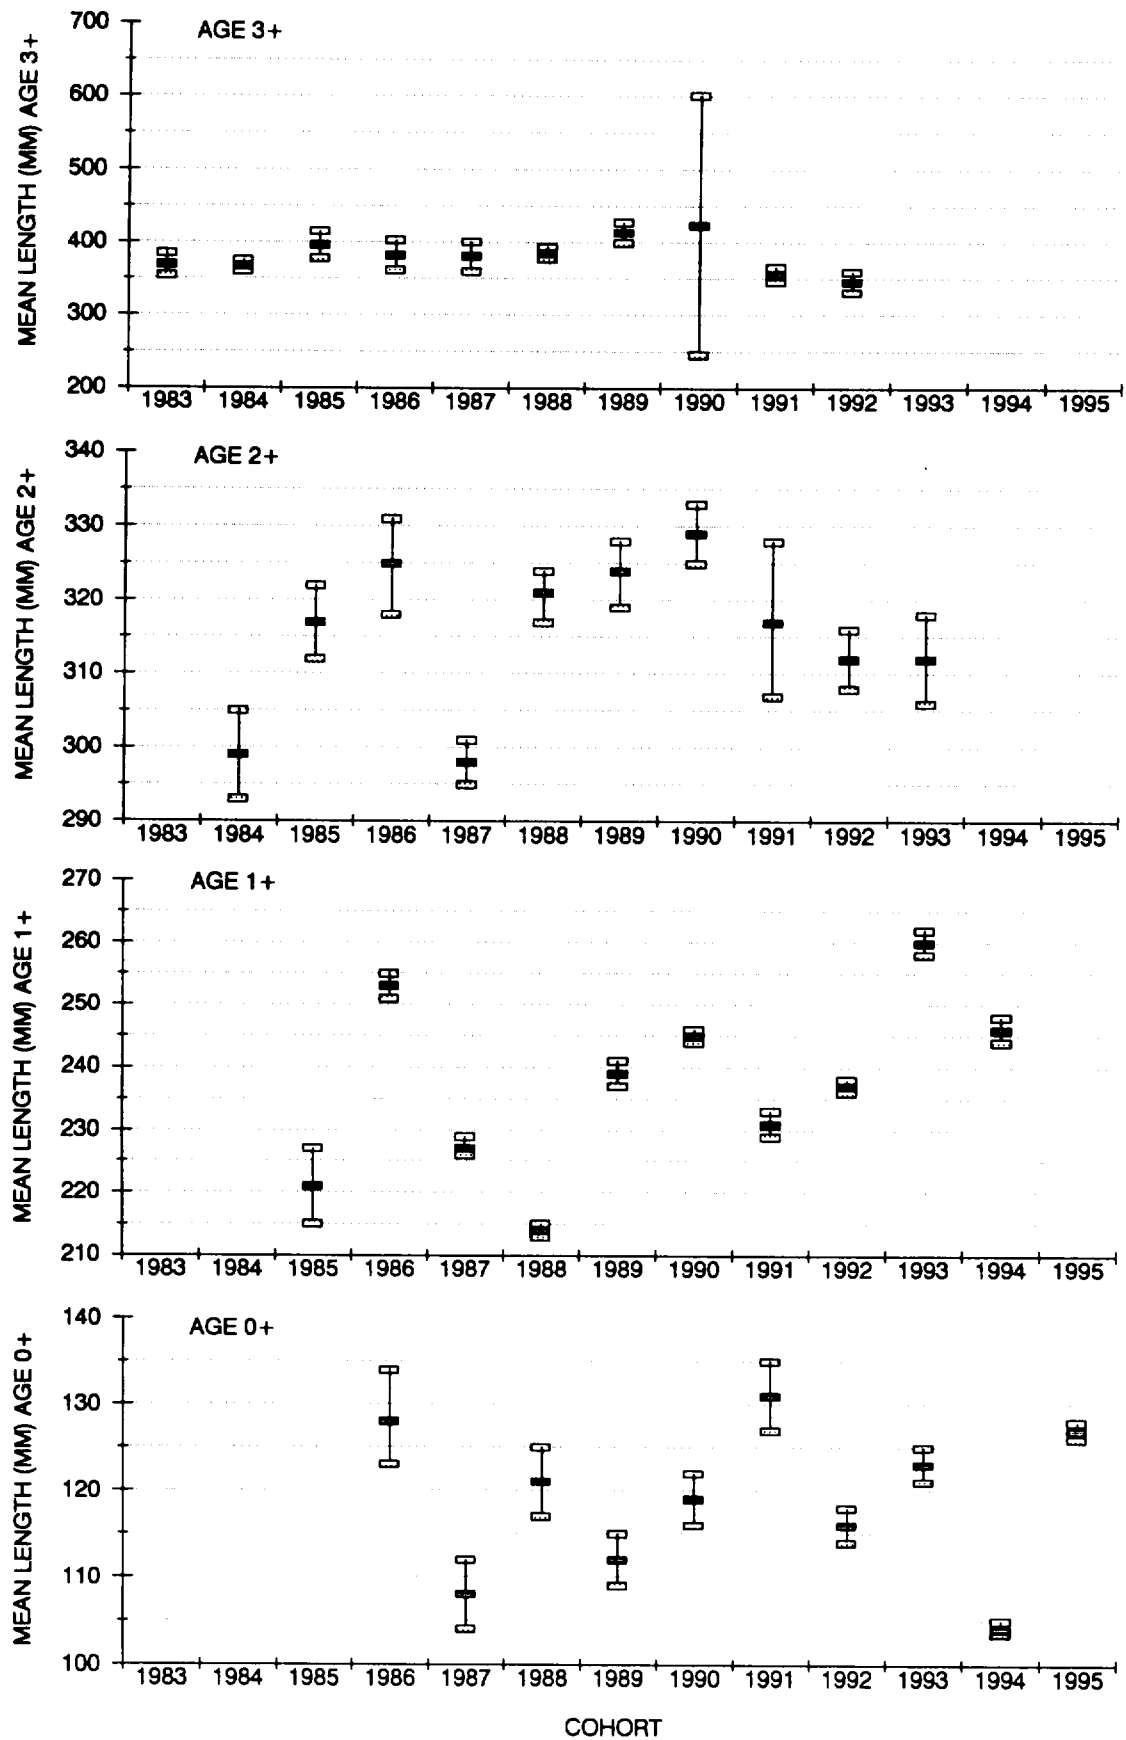 AGE 3+
MEAN LENGTH (MM) AGE 3+
700
600
500
400
300
200
1983 1984 1985 1986 1987 1988 1989 1990 1991 1992 1993 1994 1995
AGE 2+
MEAN LENGTH (MM) AGE 2+
340
330
320
310
300
290
1983 1984 1985 1986 1987 1988 1989 1990 1991 1992 1993 1994 1995
AGE 1+
MEAN LENGTH (MM) AGE 1+
270
260
250
240
230
220
210
1983 1984 1985 1986 1987 1988 1989 1990 1991 1992 1993 1994 1995
AGE 0+
MEAN LENGTH (MM) AGE 0+
140
130
120
110
100
1983 1984 1985 1986 1987 1988 1989 1990 1991 1992 1993 1994 1995
COHORT